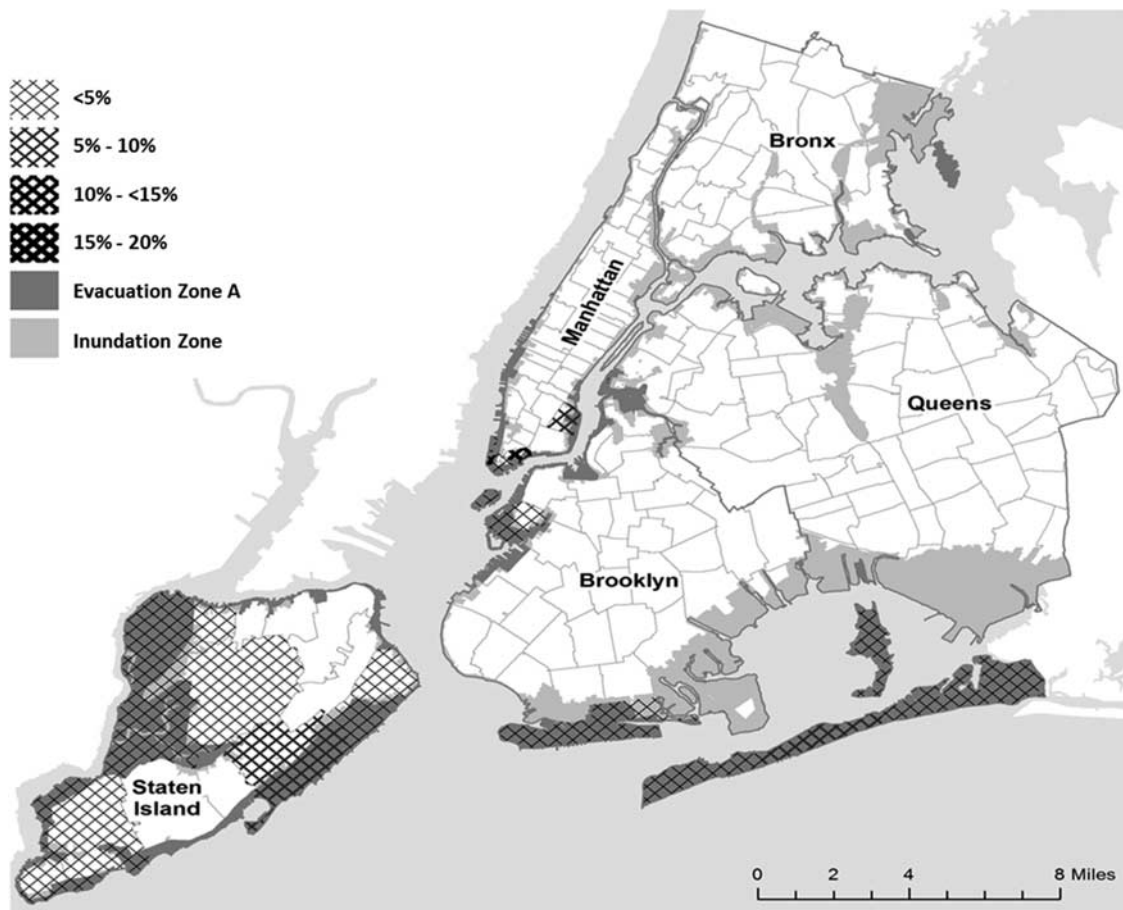 <5%
5% - 10%
10% - <15%
15% - 20%
Evacuation Zone A
Inundation Zone
Bronx
Manhattan
Queens
Brooklyn
Staten
Island
0 2 4 8 Miles